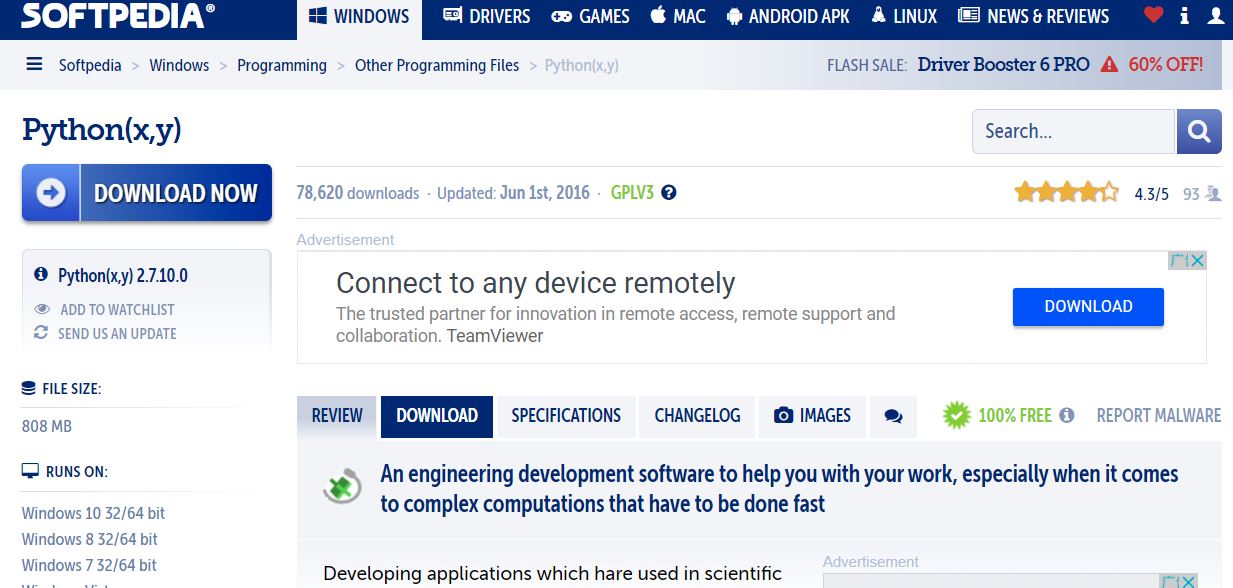 SOFTPEDIA®
WINDOWS DRIVERS GAMES MAC ANDROID APK LINUX NEWS & REVIEWS
Softpedia > Windows > Programming > Other Programming Files > Python(x,y)
FLASH SALE: Driver Booster 6 PRO 60% OFF!
Python(x,y)
Search...
DOWNLOAD NOW
78,620 downloads · Updated: Jun 1st, 2016 · GPLV3
4.3/5 93
Advertisement
Connect to any device remotely
The trusted partner for innovation in remote access, remote support and
collaboration. TeamViewer
DOWNLOAD
Python(x,y) 2.7.10.0
ADD TO WATCHLIST
SEND US AN UPDATE
FILE SIZE:
808 MB
RUNS ON:
Windows 10 32/64 bit
Windows 8 32/64 bit
Windows 7 32/64 bit
REVIEW DOWNLOAD SPECIFICATIONS CHANGELOG IMAGES 100% FREE REPORT MALWARE
An engineering development software to help you with your work, especially when it comes
to complex computations that have to be done fast
Developing applications which hare used in scientific
Advertisement